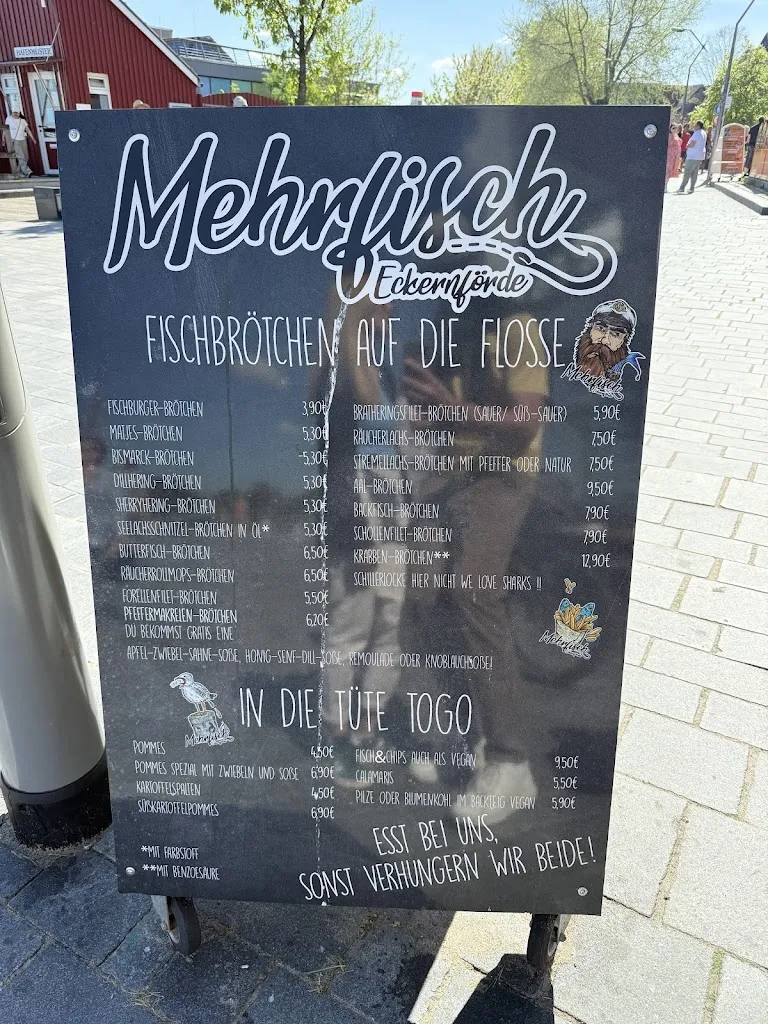 HAFENMEISTER
Mehrfisch
Eckernförde
FISCHBRÖTCHEN AUF DIE FLOSSE
Mehrfisch
FISCHBURGER-BRÖTCHEN 3,90€
MATJES-BRÖTCHEN 5,30€
BISMARCK-BRÖTCHEN 5,30€
DILLHERING-BRÖTCHEN 5,30€
SHERRYHERING-BRÖTCHEN 5,30€
SEELACHSSCHNITZEL-BRÖTCHEN IN ÖL* 5,30€
BUTTERFISCH-BRÖTCHEN 6,50€
RÄUCHERROLLMOPS-BRÖTCHEN 6,50€
FORELLENFILET-BRÖTCHEN 5,50€
PFEFFERMAKRELEN-BRÖTCHEN 6,20€
DU BEKOMMST GRATIS EINE
APFEL-ZWIEBEL-SAHNE-SOßE, HONIG-SENF-DILL-SOßE, REMOULADE ODER KNOBLAUCHSOßE!
BRATHERINGSFILET-BRÖTCHEN (SAUER/ SÜß-SAUER) 5,90€
RÄUCHERLACHS-BRÖTCHEN 7,50€
STREMELLACHS-BRÖTCHEN MIT PFEFFER ODER NATUR 7,50€
AAL-BRÖTCHEN 9,50€
BACKFISCH-BRÖTCHEN 7,90€
SCHOLLENFILET-BRÖTCHEN 7,90€
KRABBEN-BRÖTCHEN** 12,90€
SCHILLERLOCKE HIER NICHT WE LOVE SHARKS !!
Mehrfisch
Mehrfisch
IN DIE TÜTE TOGO
POMMES 4,50€
POMMES SPEZIAL MIT ZWIEBELN UND SOßE 6,90€
KARTOFFELSPALTEN 4,50€
SÜßKARTOFFELPOMMES 6,90€
FISCH&CHIPS AUCH ALS VEGAN 9,50€
CALAMARIS 5,50€
PILZE ODER BLUMENKOHL IM BACKTEIG VEGAN 5,90€
*MIT FARBSTOFF
**MIT BENZOESÄURE
ESST BEI UNS,
SONST VERHUNGERN WIR BEIDE!